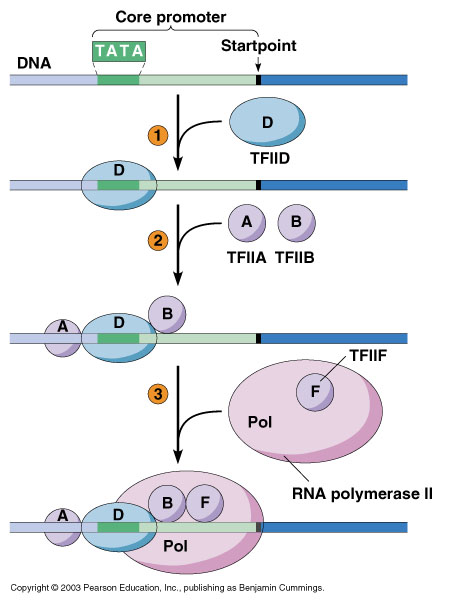 Core promoter
TATA
Startpoint
DNA
D
1
TFIID
D
2
A B
TFIIA TFIIB
A D B
3
TFIIF
F
Pol
RNA polymerase II
A D B F
Pol
Copyright © 2003 Pearson Education, Inc., publishing as Benjamin Cummings.